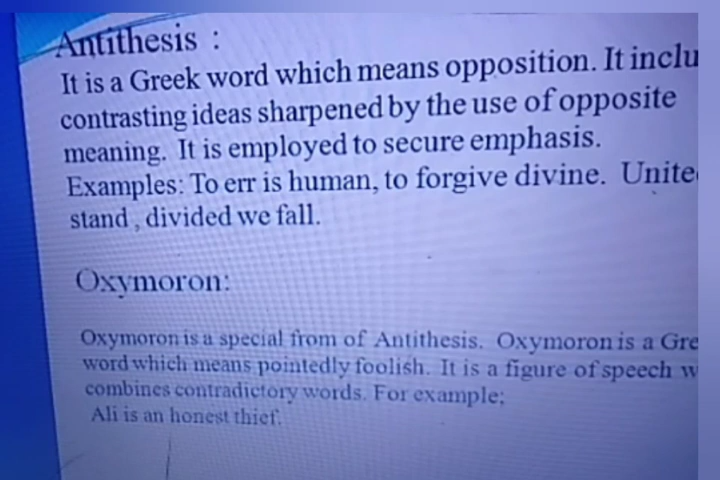 Antithesis :
It is a Greek word which means opposition. It inclu
contrasting ideas sharpened by the use of opposite
meaning. It is employed to secure emphasis.
Examples: To err is human, to forgive divine. Unite
stand , divided we fall.
Oxymoron:
Oxymoron is a special from of Antithesis. Oxymoron is a Gre
word which means pointedly foolish. It is a figure of speech w
combines contradictory words. For example;
Ali is an honest thief.